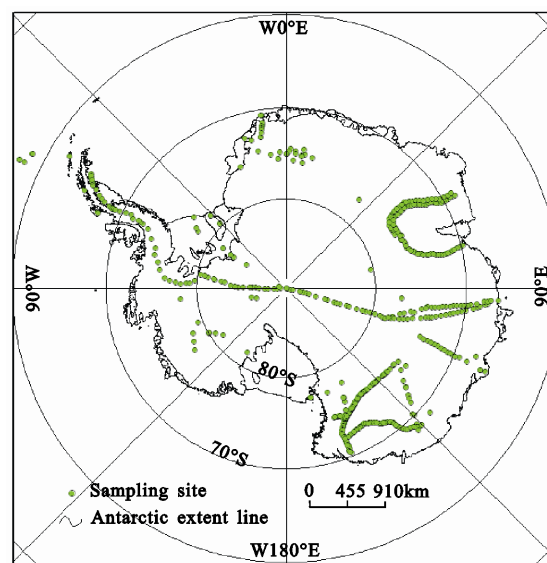 W0°E
90°W
90°E
80°S
70°S
Sampling site
0 455 910km
Antarctic extent line
W180°E